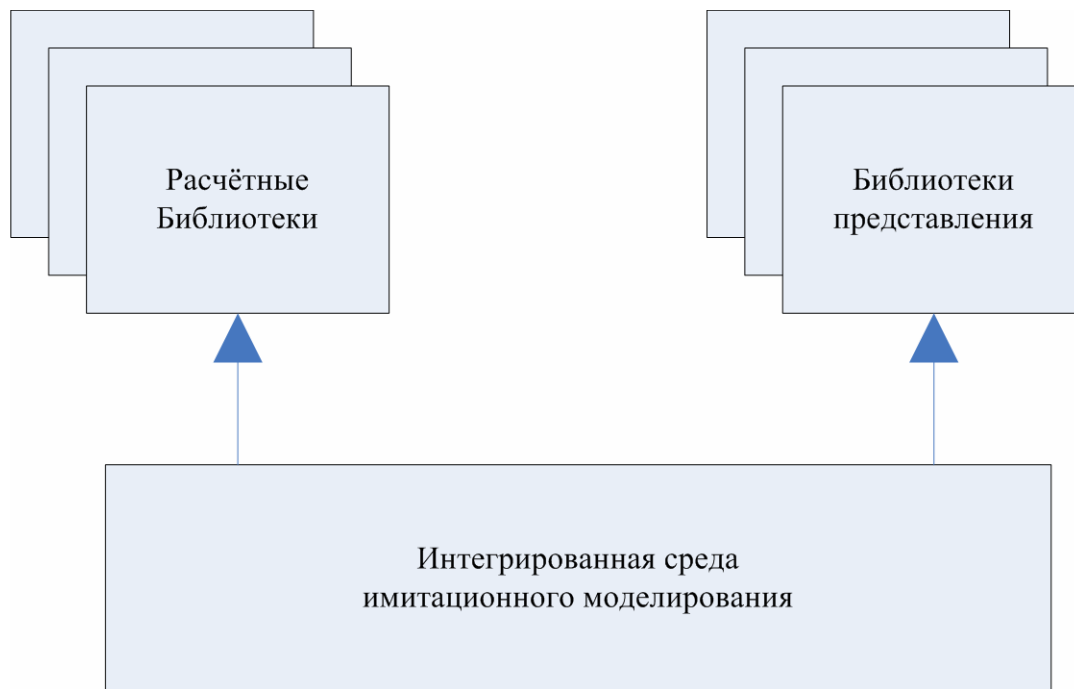 Расчётные
Библиотеки
Библиотеки
представления
Интегрированная среда
имитационного моделирования